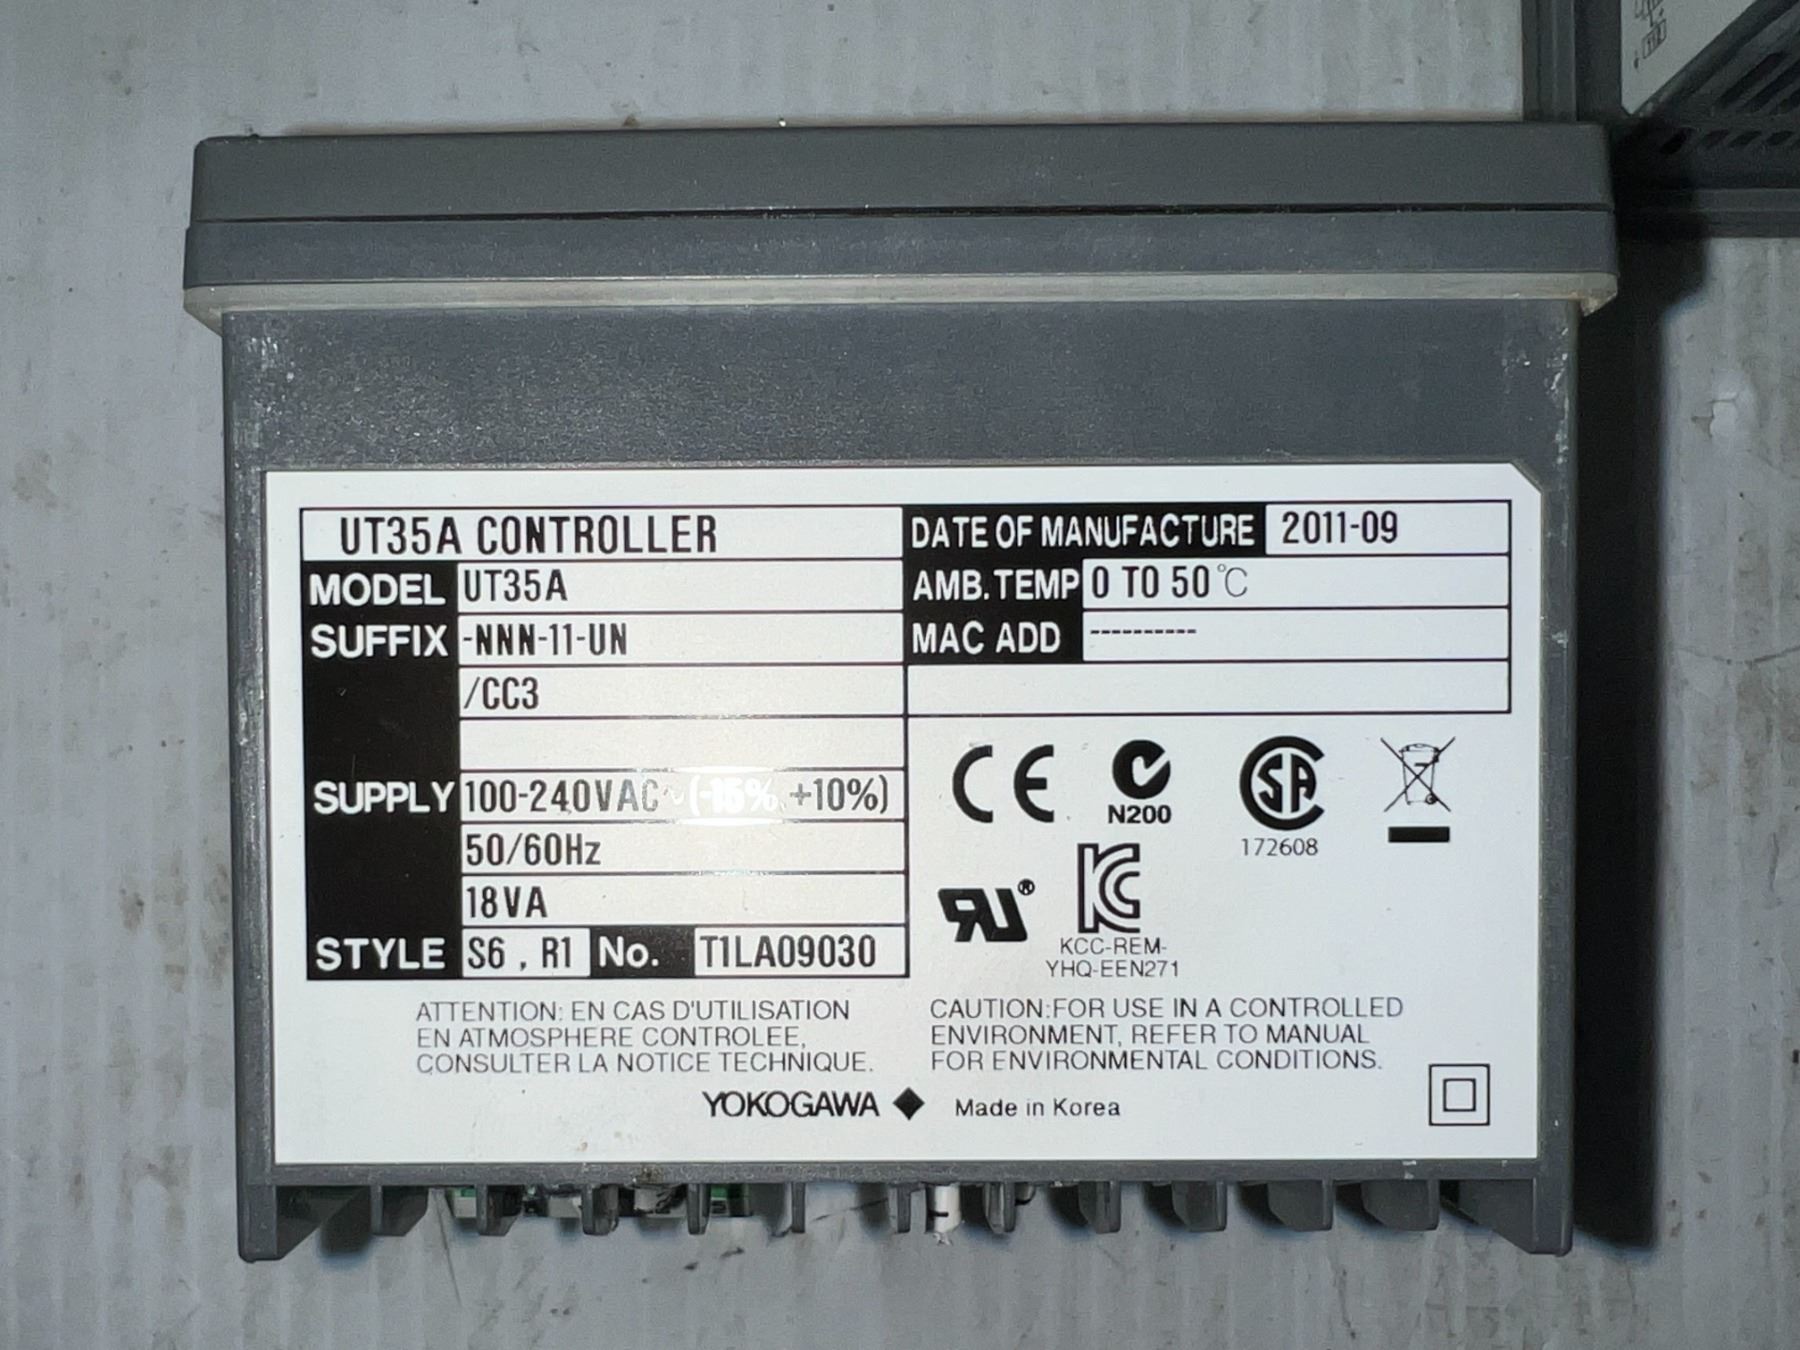 UT35A CONTROLLER
DATE OF MANUFACTURE 2011-09
MODEL UT35A
AMB. TEMP 0 TO 50℃
SUFFIX -NNN-11-UN
MAC ADD ----------
/CC3
SUPPLY 100-240VAC~(-15% +10%)
50/60Hz
18VA
STYLE S6 , R1 No. T1LA09030
CE
N200
SA
172608
RU®
KC
KCC-REM-
YHQ-EEN271
ATTENTION: EN CAS D'UTILISATION
EN ATMOSPHERE CONTROLEE,
CONSULTER LA NOTICE TECHNIQUE.
CAUTION:FOR USE IN A CONTROLLED
ENVIRONMENT, REFER TO MANUAL
FOR ENVIRONMENTAL CONDITIONS.
YOKOGAWA ◆ Made in Korea